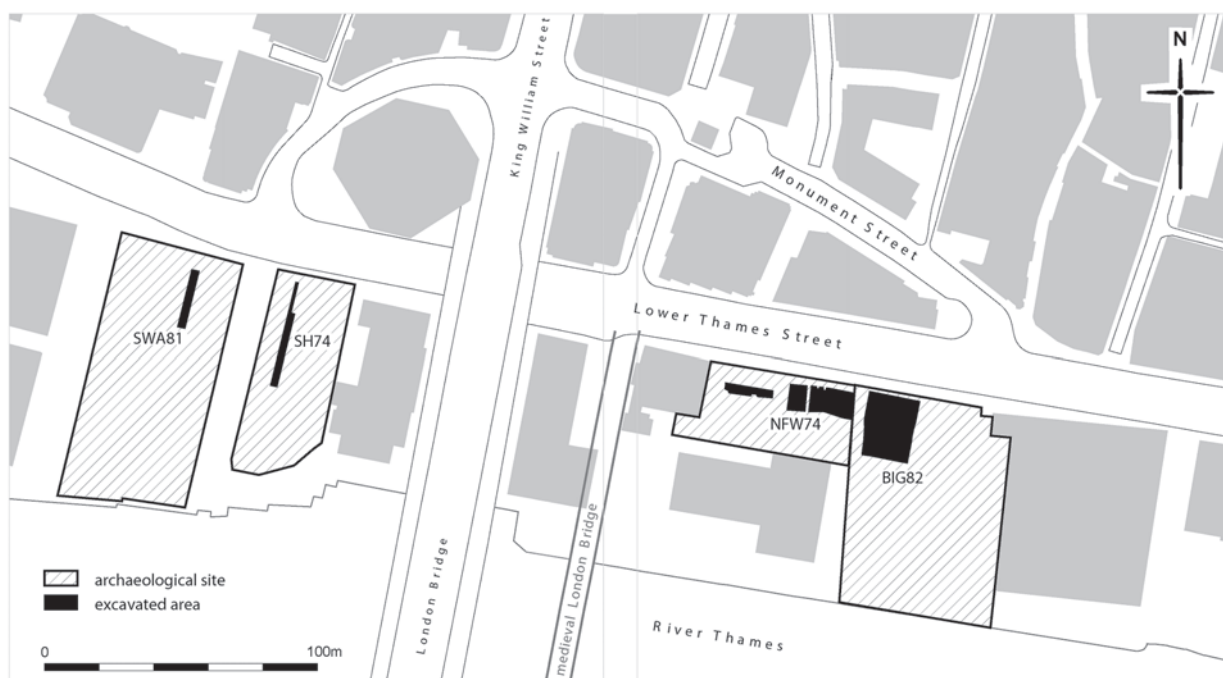 N
King William Street
Monument Street
Lower Thames Street
SWA81
SH74
NFW74
BIG82
London Bridge
medieval London Bridge
River Thames
archaeological site
excavated area
0 100m